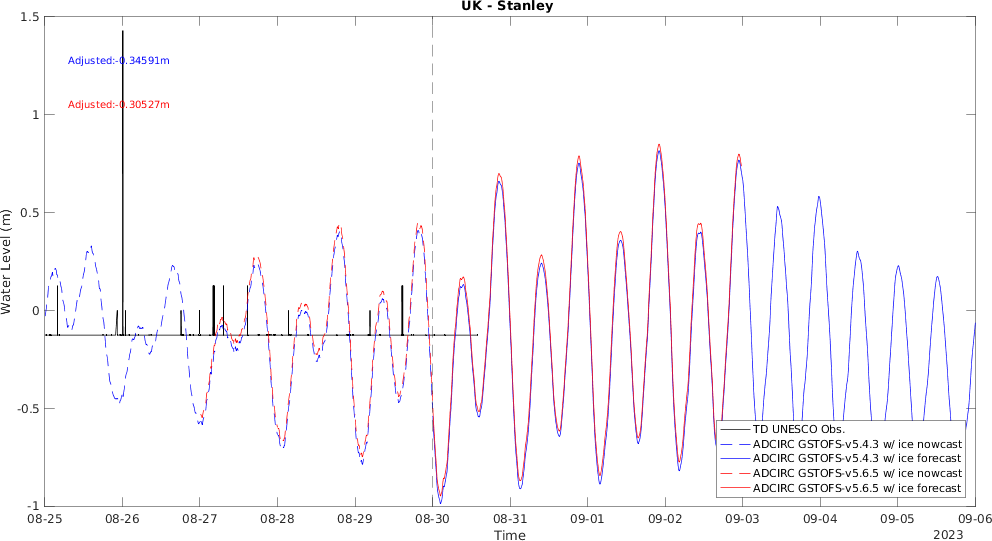 UK - Stanley
Adjusted:-0.34591m
Adjusted:-0.30527m
Water Level (m)
1.5
1
0.5
0
-0.5
-1
TD UNESCO Obs.
ADCIRC GSTOFS-v5.4.3 w/ ice nowcast
ADCIRC GSTOFS-v5.4.3 w/ ice forecast
ADCIRC GSTOFS-v5.6.5 w/ ice nowcast
ADCIRC GSTOFS-v5.6.5 w/ ice forecast
08-25 08-26 08-27 08-28 08-29 08-30 08-31 09-01 09-02 09-03 09-04 09-05 09-06
Time
2023